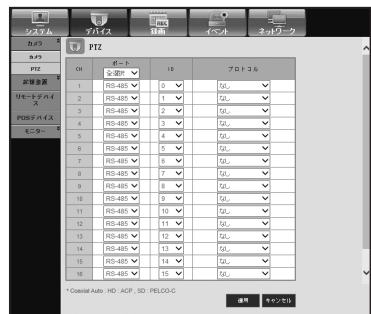 システム デバイス 録画 イベント ネットワーク
カメラ
カメラ
PTZ
記録装置
リモートデバイス
POSデバイス
モニター
PTZ
CH ポート ID プロトコル
全選択
1 RS-485 0 なし
2 RS-485 1 なし
3 RS-485 2 なし
4 RS-485 3 なし
5 RS-485 4 なし
6 RS-485 5 なし
7 RS-485 6 なし
8 RS-485 7 なし
9 RS-485 8 なし
10 RS-485 9 なし
11 RS-485 10 なし
12 RS-485 11 なし
13 RS-485 12 なし
14 RS-485 13 なし
15 RS-485 14 なし
16 RS-485 15 なし
* Coaxial Auto : HD : ACP , SD : PELCO-C
適用 キャンセル